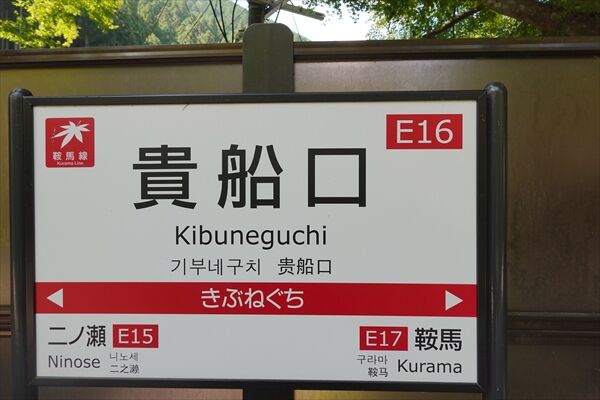 鞍馬線
Kurama Line
E16
貴船口
Kibuneguchi
기부네구치 贵船口
きぶねぐち
二ノ瀬 E15
Ninose 니노세 二之濑
E17 鞍馬
구라마 鞍马 Kurama